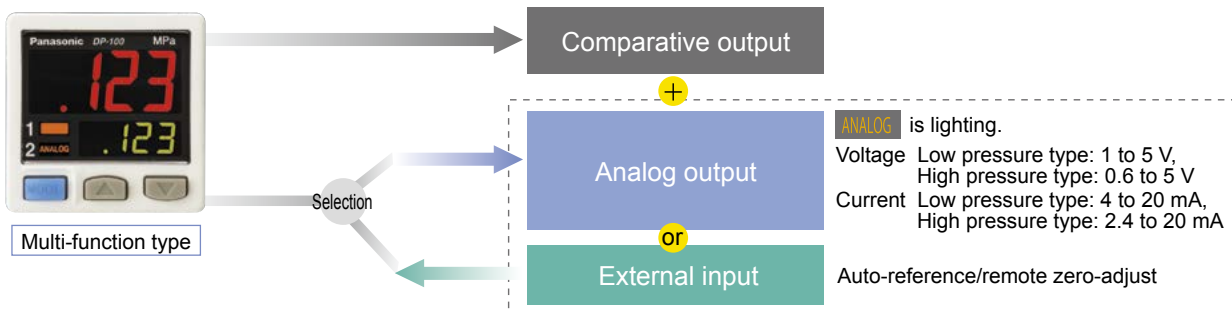 Panasonic DP-100 MPa
.123
1
2 ANALOG .123
MODE
Multi-function type
Selection
Comparative output
+
Analog output
or
External input
ANALOG is lighting.
Voltage Low pressure type: 1 to 5 V,
High pressure type: 0.6 to 5 V
Current Low pressure type: 4 to 20 mA,
High pressure type: 2.4 to 20 mA
Auto-reference/remote zero-adjust